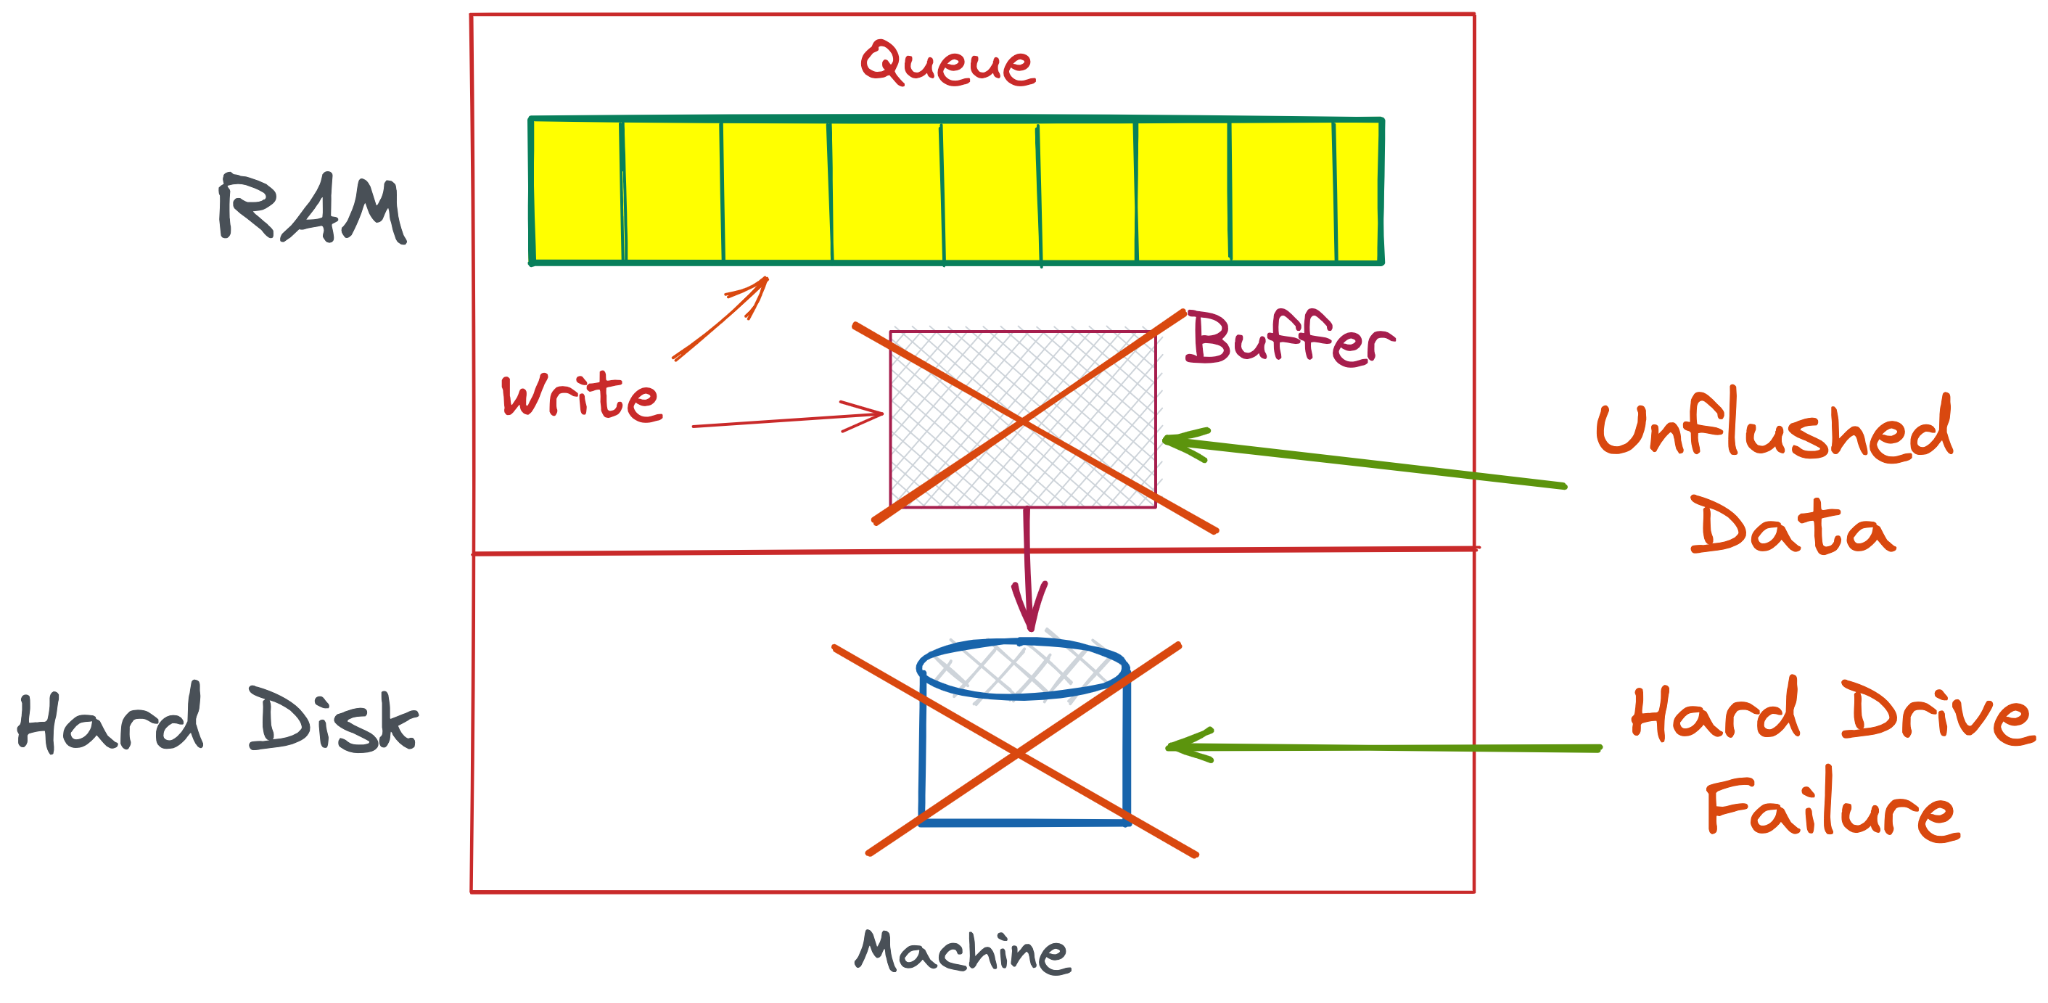 Queue
RAM
Buffer
Write
Unflushed
Data
Hard Disk
Hard Drive
Failure
Machine